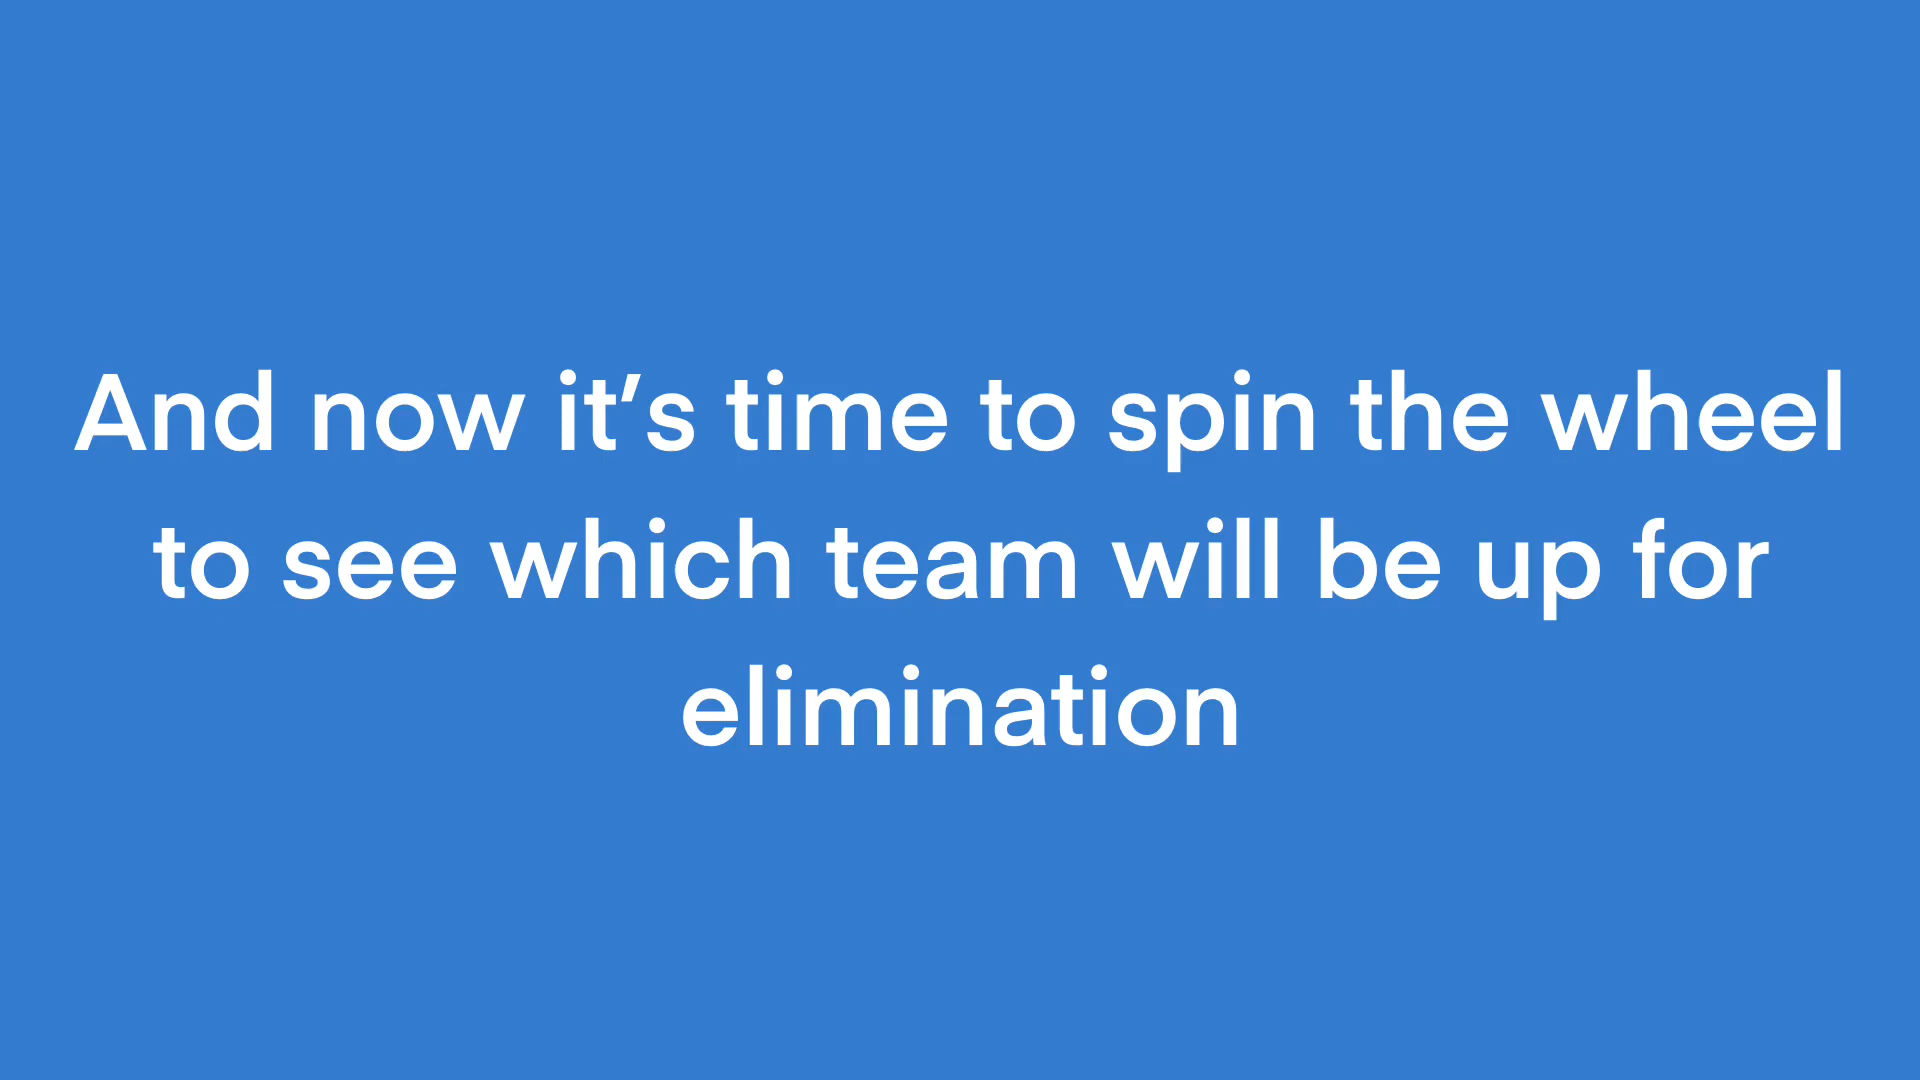 And now it’s time to spin the wheel
to see which team will be up for
elimination